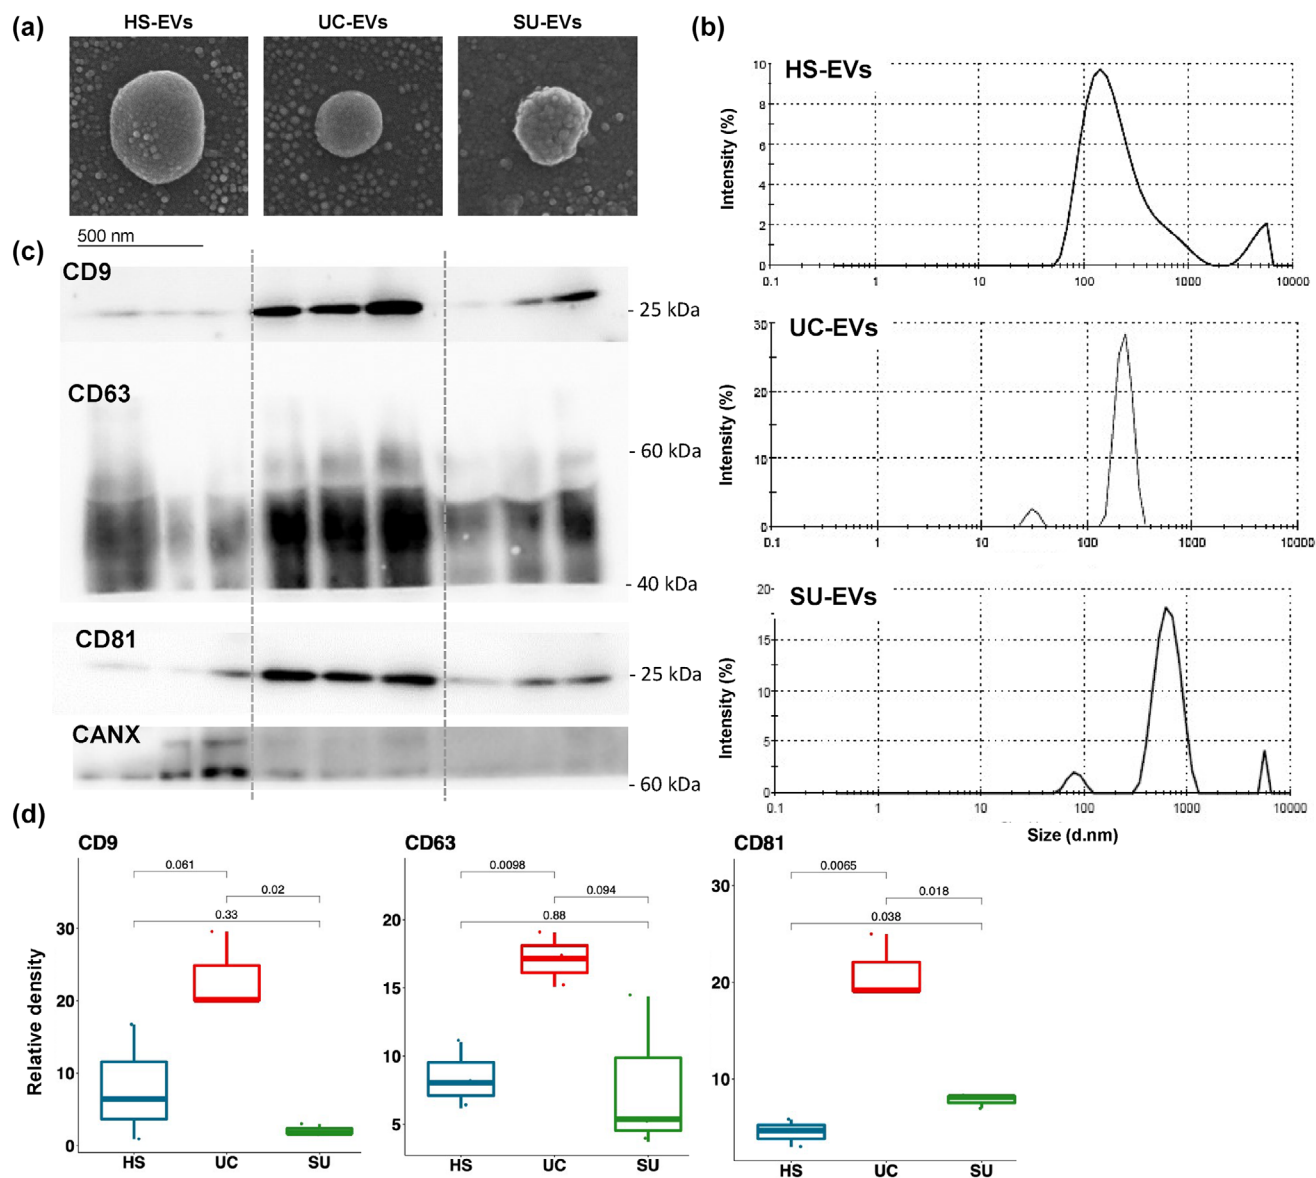 (a)
HS-EVs
UC-EVs
SU-EVs
500 nm
(b)
HS-EVs
Intensity (%)
10
8
6
4
2
0
0.1
1
10
100
1000
10000
UC-EVs
Intensity (%)
30
20
10
0
0.1
1
10
100
1000
10000
SU-EVs
Intensity (%)
20
15
10
5
0
0.1
1
10
100
1000
10000
Size (d.nm)
(c)
CD9
- 25 kDa
CD63
- 60 kDa
- 40 kDa
CD81
- 25 kDa
CANX
- 60 kDa
(d)
Relative density
CD9
0.061
0.02
0.33
30
20
10
0
HS
UC
SU
CD63
0.0098
0.094
0.88
20
15
10
5
HS
UC
SU
CD81
0.0065
0.018
0.038
30
20
10
HS
UC
SU